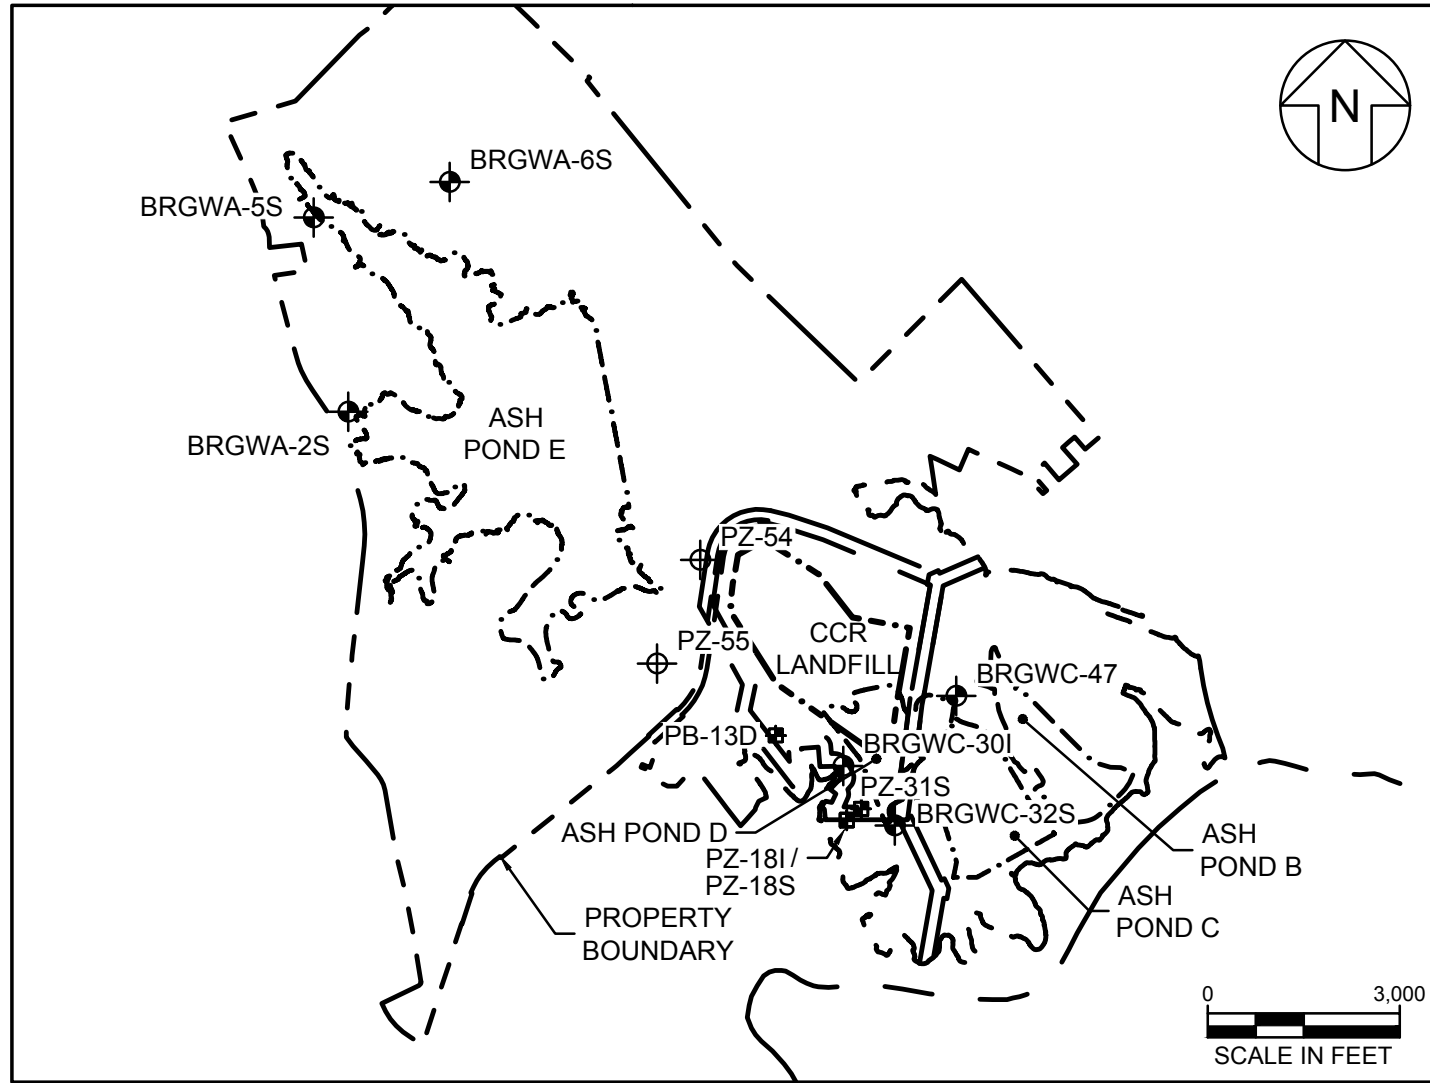 N
BRGWA-6S
BRGWA-5S
ASH
POND E
BRGWA-2S
PZ-54
CCR
LANDFILL
PZ-55
BRGWC-47
PB-13D
BRGWC-30I
PZ-31S
BRGWC-32S
ASH POND D
PZ-18I /
PZ-18S
ASH
POND B
ASH
POND C
PROPERTY
BOUNDARY
0 3,000
SCALE IN FEET